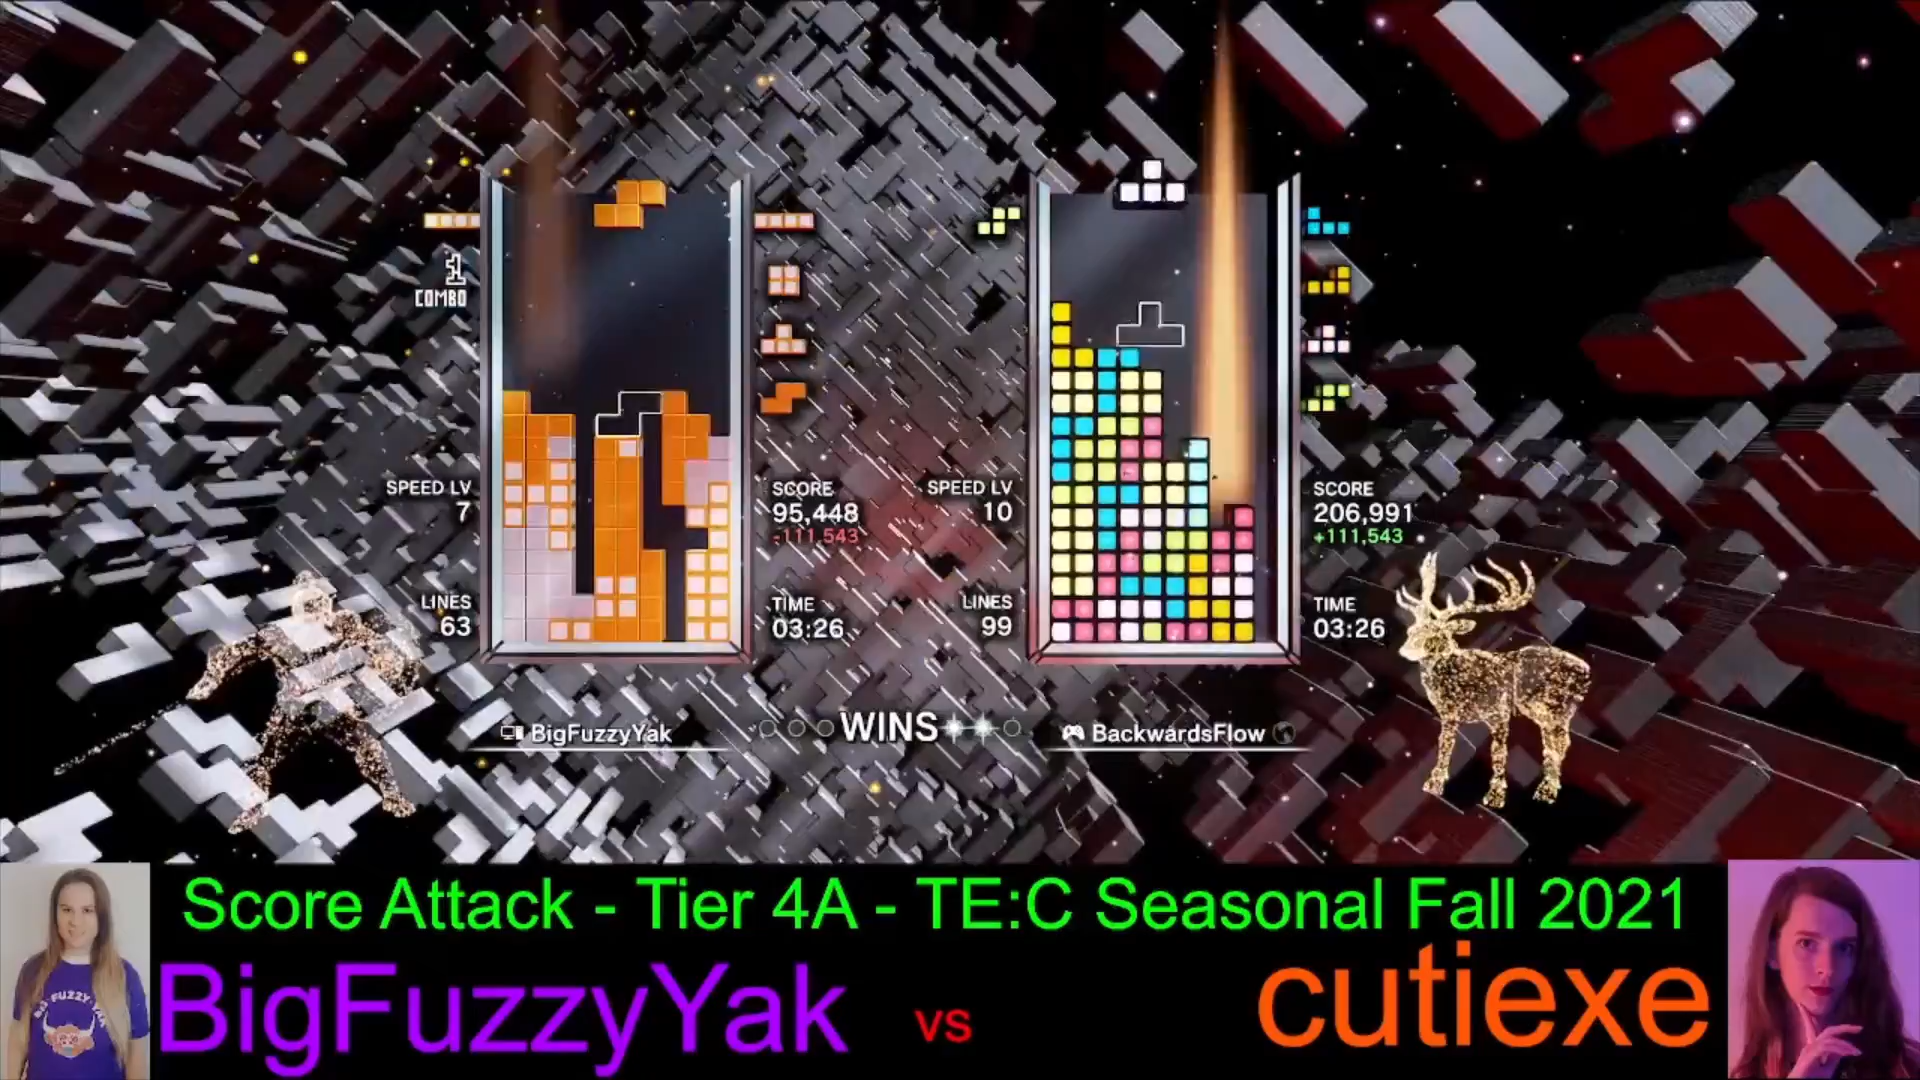 1
COMBO
SPEED LV
7
LINES
63
SCORE
95,448
-111,543
TIME
03:26
SPEED LV
10
LINES
99
SCORE
206,991
+111,543
TIME
03:26
BigFuzzyYak
WINS
BackwardsFlow
Score Attack - Tier 4A - TE:C Seasonal Fall 2021
BigFuzzyYak vs cutiexe